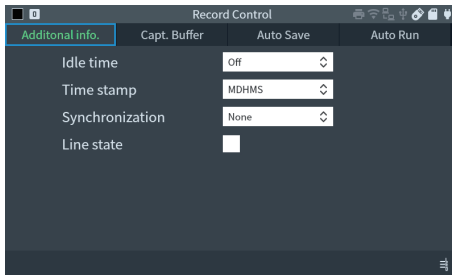 0 Record Control
Additonal info. Capt. Buffer Auto Save Auto Run
Idle time Off
Time stamp MDHMS
Synchronization None
Line state